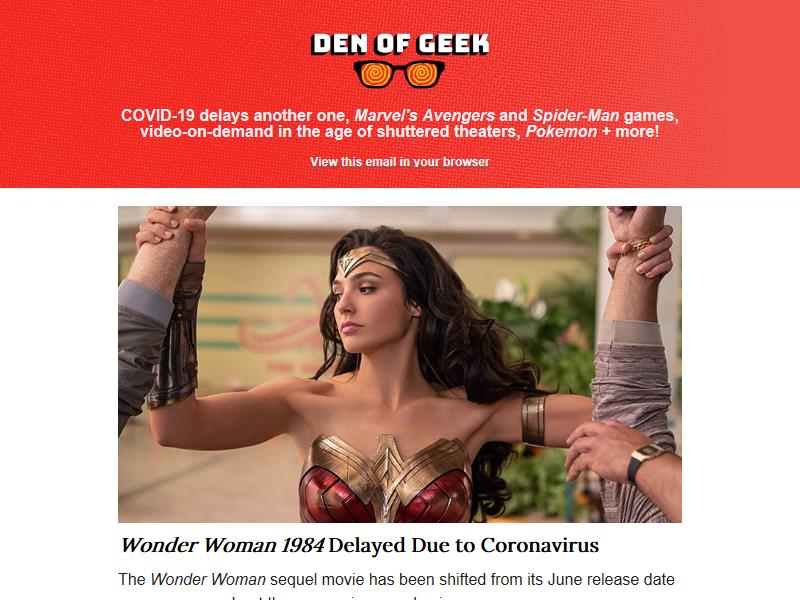 DEN OF GEEK
COVID-19 delays another one, Marvel's Avengers and Spider-Man games,
video-on-demand in the age of shuttered theaters, Pokemon + more!
View this email in your browser
Wonder Woman 1984 Delayed Due to Coronavirus
The Wonder Woman sequel movie has been shifted from its June release date